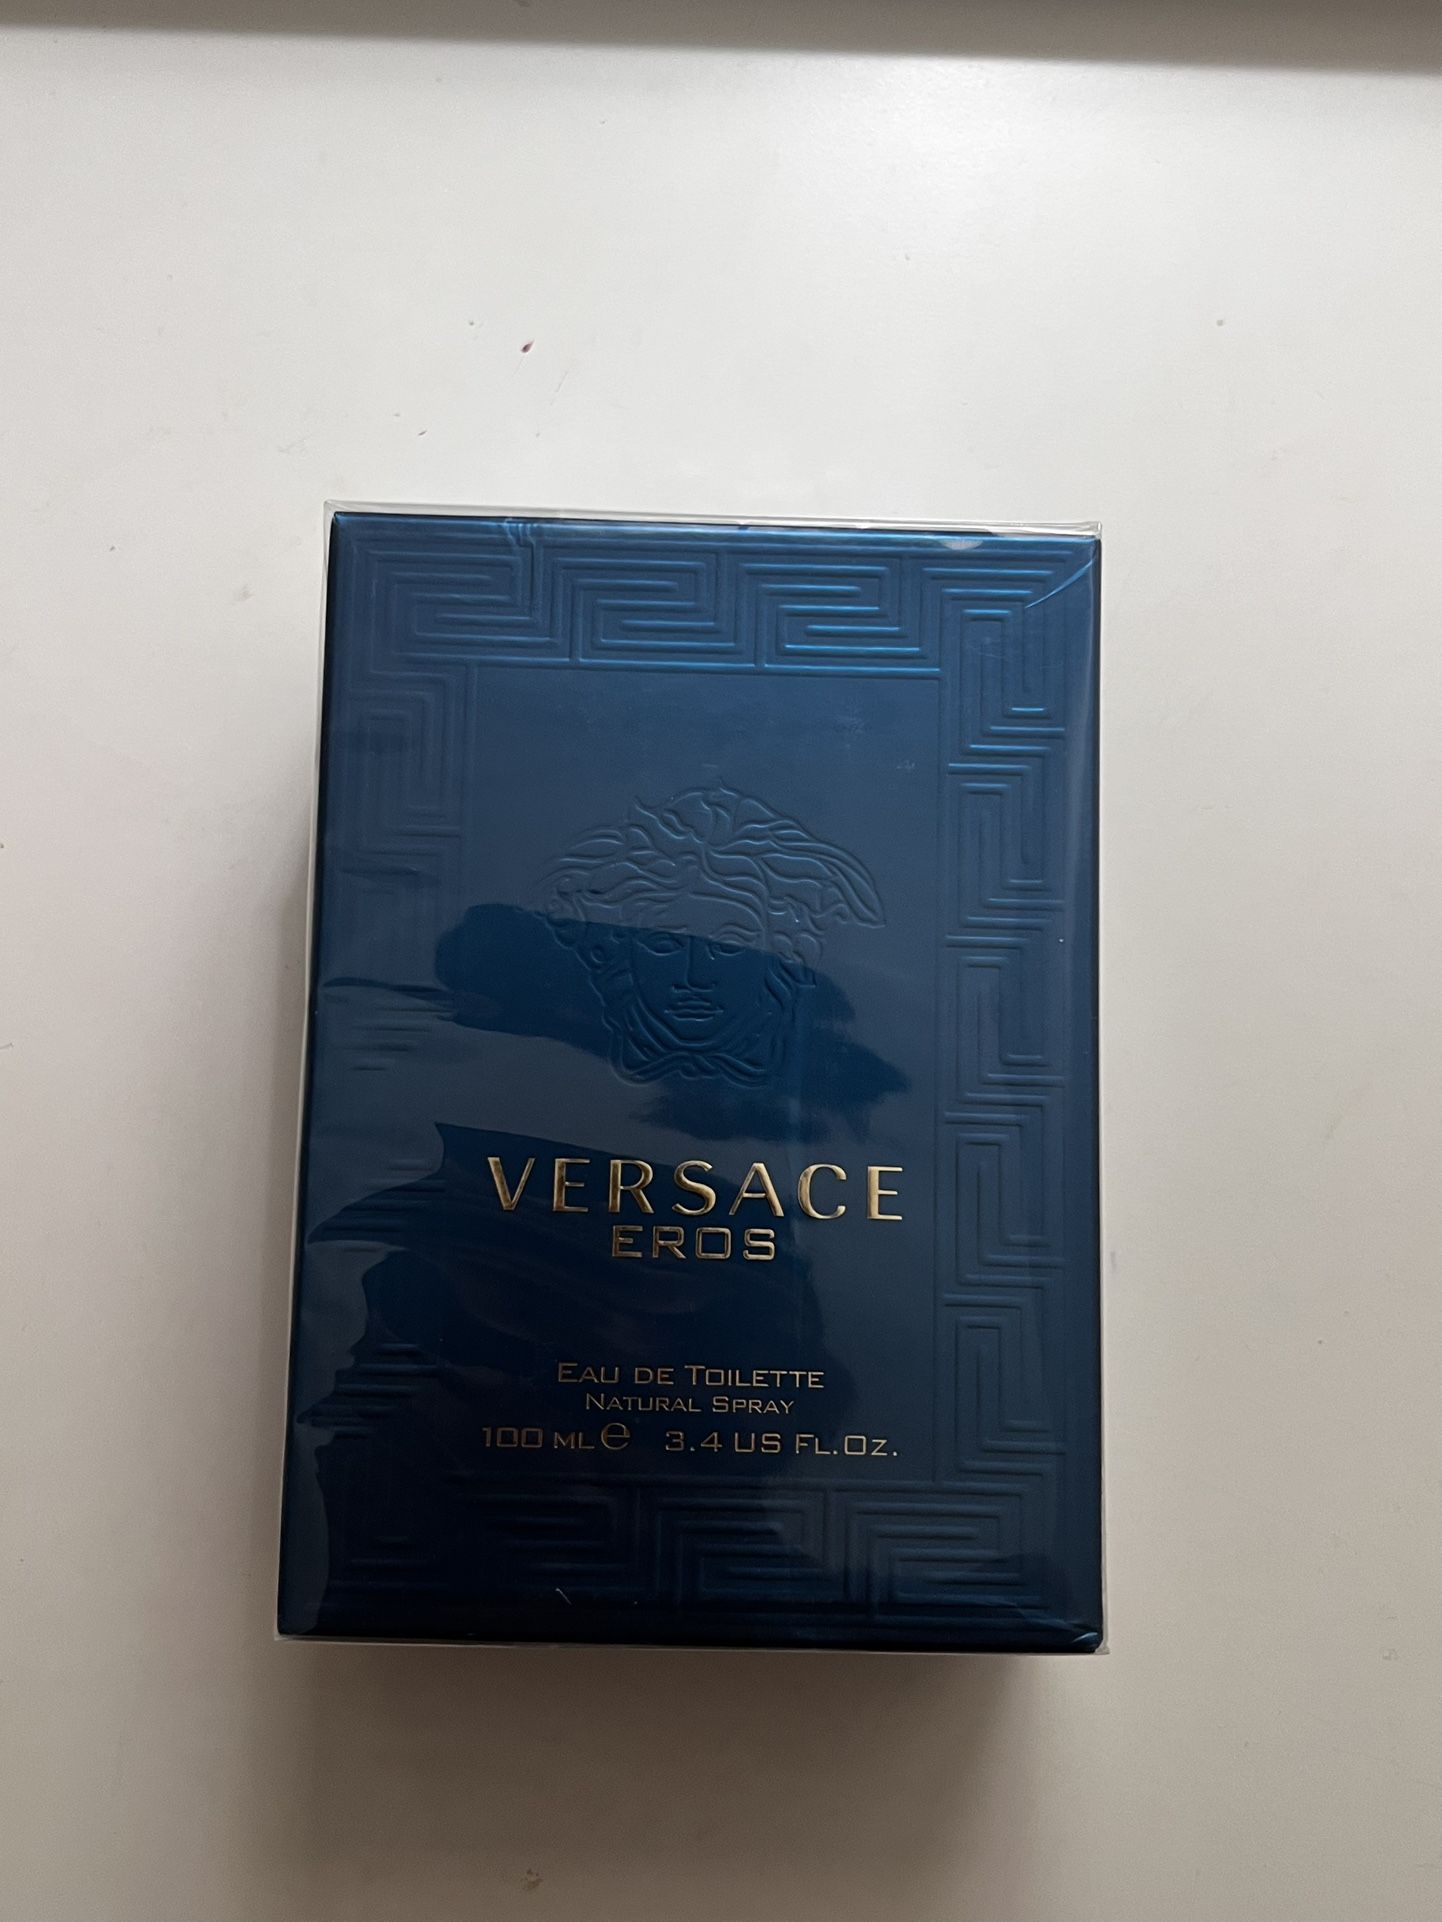 VERSACE
EROS
EAU DE TOILETTE
NATURAL SPRAY
100 ML ℮ 3.4 US FL.OZ.